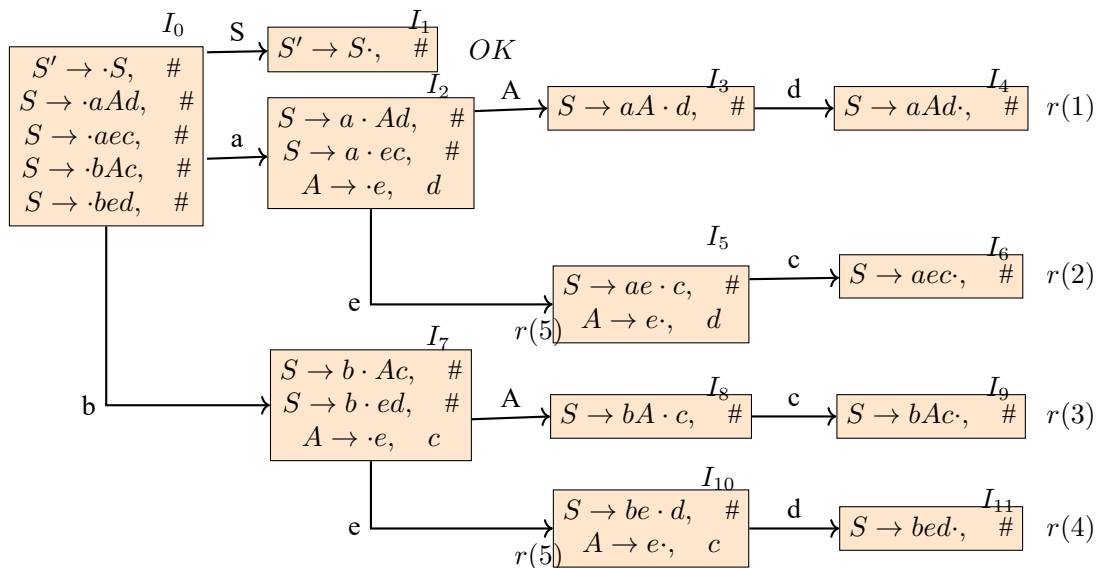 I₀
S' → ·S, #
S → ·aAd, #
S → ·aec, #
S → ·bAc, #
S → ·bed, #
S
I₁
S' → S·, #
OK
a
I₂
S → a · Ad, #
S → a · ec, #
A → ·e, d
A
I₃
S → aA · d, #
d
I₄
S → aAd·, #
r(1)
e
I₅
S → ae · c, #
A → e·, d
r(5)
c
I₆
S → aec·, #
r(2)
b
I₇
S → b · Ac, #
S → b · ed, #
A → ·e, c
A
I₈
S → bA · c, #
c
I₉
S → bAc·, #
r(3)
e
I₁₀
S → be · d, #
A → e·, c
r(5)
d
I₁₁
S → bed·, #
r(4)